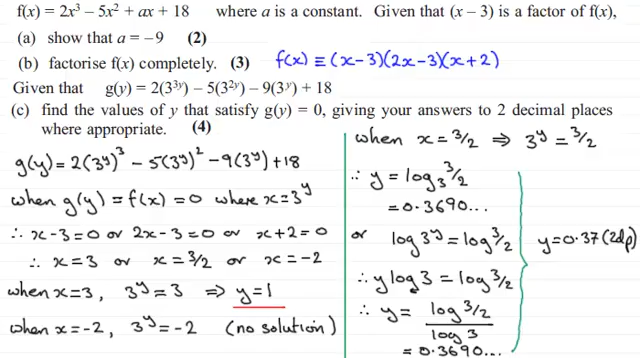 f(x) = 2x³ − 5x² + ax + 18 where a is a constant. Given that (x − 3) is a factor of f(x),
(a) show that a = −9 (2)
(b) factorise f(x) completely. (3) f(x) ≡ (x-3)(2x-3)(x+2)
Given that g(y) = 2(3³ʸ) − 5(3²ʸ) − 9(3ʸ) + 18
(c) find the values of y that satisfy g(y) = 0, giving your answers to 2 decimal places
where appropriate. (4)
g(y) = 2(3ʸ)³ − 5(3ʸ)² − 9(3ʸ) + 18
when g(y) = f(x) = 0 where x = 3ʸ
∴ x-3=0 or 2x-3=0 or x+2=0
∴ x = 3 or x = 3/2 or x = -2
when x=3, 3ʸ = 3 ⇒ y=1
when x=-2, 3ʸ = -2 (no solution)
when x = 3/2 ⇒ 3ʸ = 3/2
∴ y = log₃ 3/2
= 0.3690...
or log 3ʸ = log 3/2
∴ y log 3 = log 3/2
∴ y = log 3/2 / log 3
= 0.3690...
y = 0.37 (2dp)